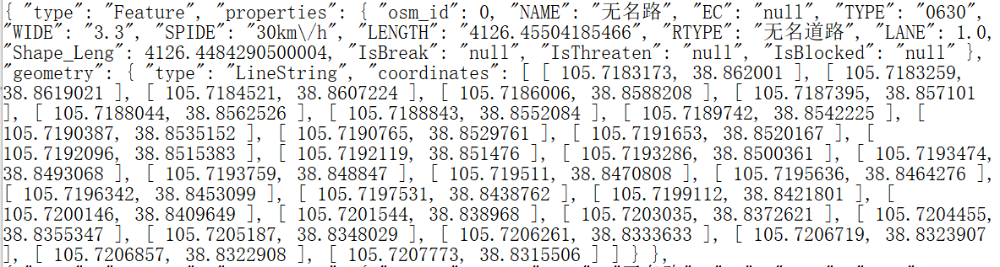 { "type": "Feature", "properties": { "osm_id": 0, "NAME": "无名路", "EC": "null", "TYPE": "0630",
"WIDE": "3.3", "SPIDE": "30km\/h", "LENGTH": "4126.45504185466", "RTYPE": "无名道路", "LANE": 1.0,
"Shape_Leng": 4126.4484290500004, "IsBreak": "null", "IsThreaten": "null", "IsBlocked": "null" },
"geometry": { "type": "LineString", "coordinates": [ [ 105.7183173, 38.862001 ], [ 105.7183259,
38.8619021 ], [ 105.7184521, 38.8607224 ], [ 105.7186006, 38.8588208 ], [ 105.7187395, 38.857101
], [ 105.7188044, 38.8562526 ], [ 105.7188843, 38.8552084 ], [ 105.7189742, 38.8542225 ], [
105.7190387, 38.8535152 ], [ 105.7190765, 38.8529761 ], [ 105.7191653, 38.8520167 ], [
105.7192096, 38.8515383 ], [ 105.7192119, 38.851476 ], [ 105.7193286, 38.8500361 ], [ 105.7193474,
38.8493068 ], [ 105.7193759, 38.848847 ], [ 105.719511, 38.8470808 ], [ 105.7195636, 38.8464276 ],
[ 105.7196342, 38.8453099 ], [ 105.7197531, 38.8438762 ], [ 105.7199112, 38.8421801 ], [
105.7200146, 38.8409649 ], [ 105.7201544, 38.838968 ], [ 105.7203035, 38.8372621 ], [ 105.7204455,
38.8355347 ], [ 105.7205187, 38.8348029 ], [ 105.7206261, 38.8333633 ], [ 105.7206719, 38.8323907
], [ 105.7206857, 38.8322908 ], [ 105.7207773, 38.8315506 ] ] } },